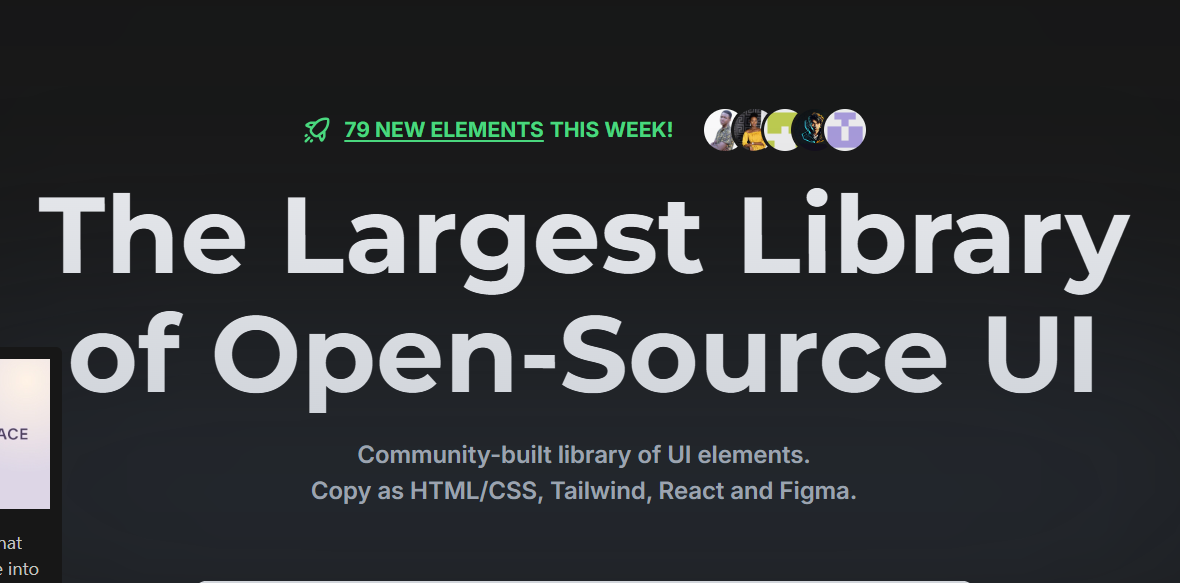 79 NEW ELEMENTS THIS WEEK!
The Largest Library
of Open-Source UI
Community-built library of UI elements.
Copy as HTML/CSS, Tailwind, React and Figma.
into